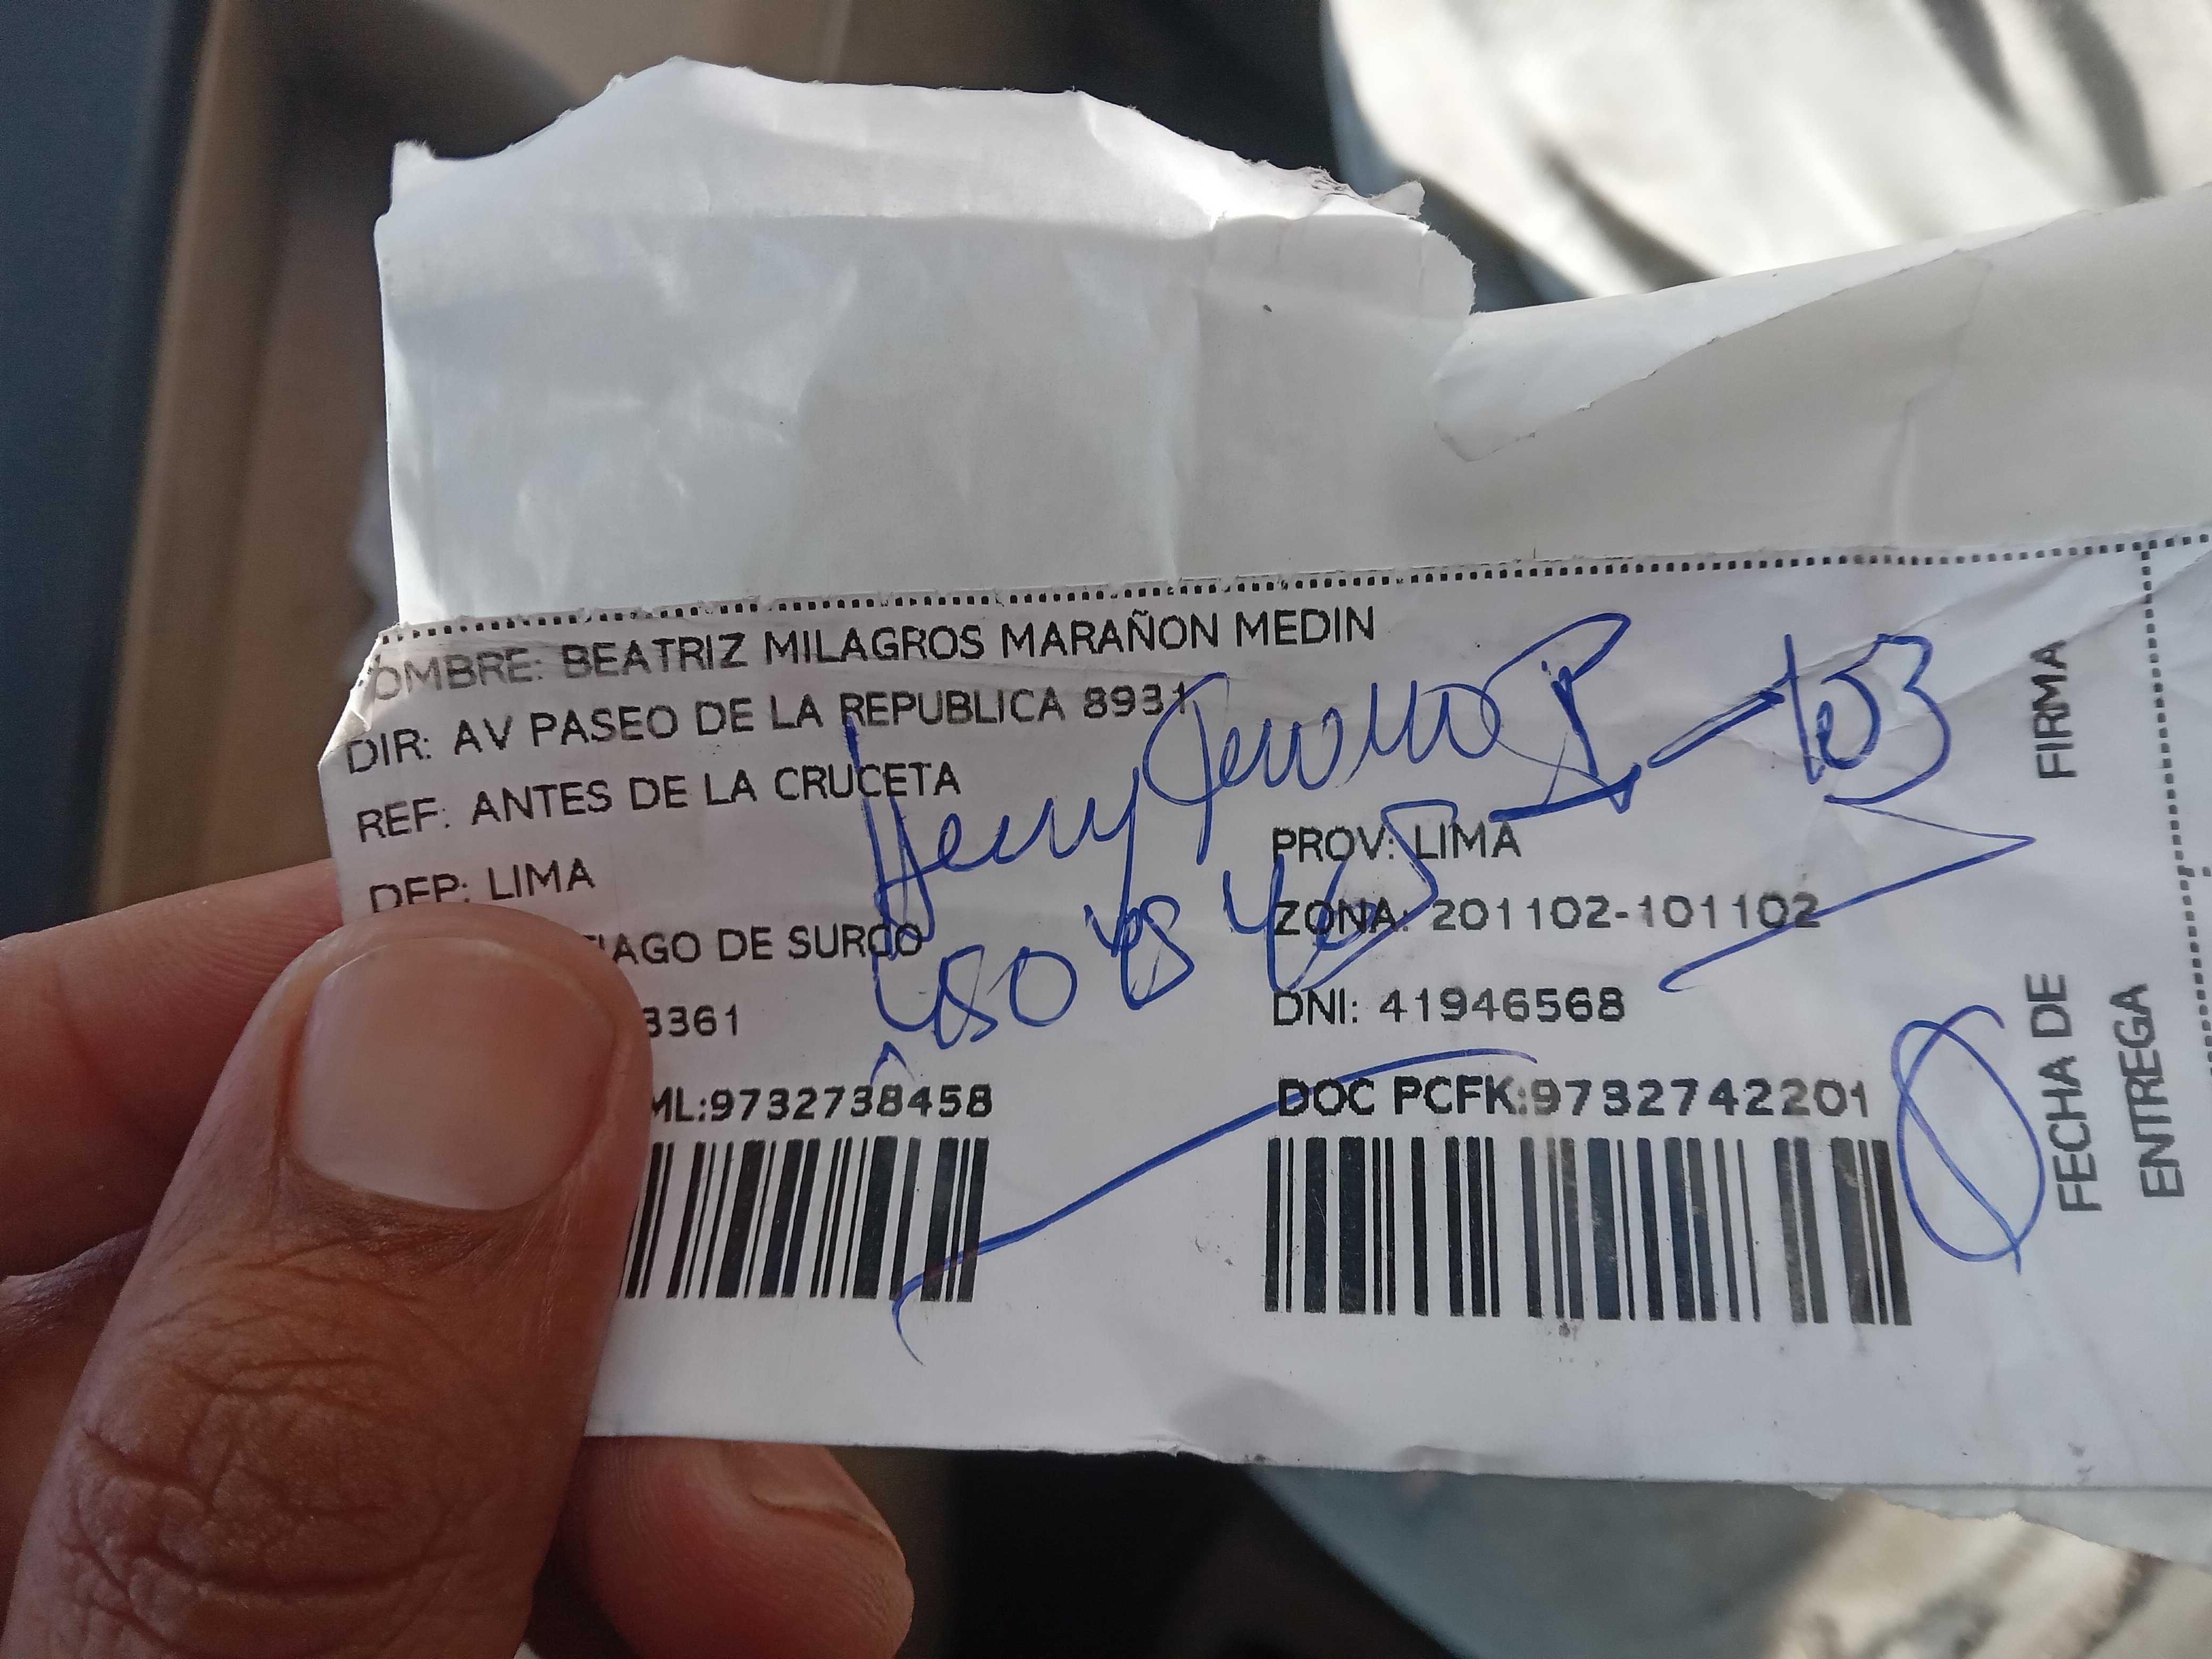 OMBRE: BEATRIZ MILAGROS MARAÑON MEDIN
DIR: AV PASEO DE LA REPUBLICA 8931
REF: ANTES DE LA CRUCETA
DEP: LIMA
PROV: LIMA
IAGO DE SURCO
ZONA: 201102-101102
3361
DNI: 41946568
ML:9732738458
DOC PCFK:9732742201
Henry
103
FIRMA
FECHA DE
ENTREGA